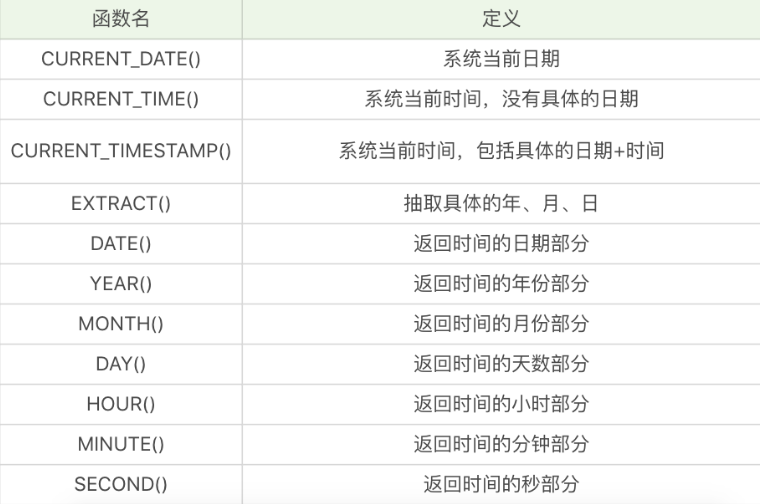 函数名 定义
CURRENT_DATE() 系统当前日期
CURRENT_TIME() 系统当前时间，没有具体的日期
CURRENT_TIMESTAMP() 系统当前时间，包括具体的日期+时间
EXTRACT() 抽取具体的年、月、日
DATE() 返回时间的日期部分
YEAR() 返回时间的年份部分
MONTH() 返回时间的月份部分
DAY() 返回时间的天数部分
HOUR() 返回时间的小时部分
MINUTE() 返回时间的分钟部分
SECOND() 返回时间的秒部分